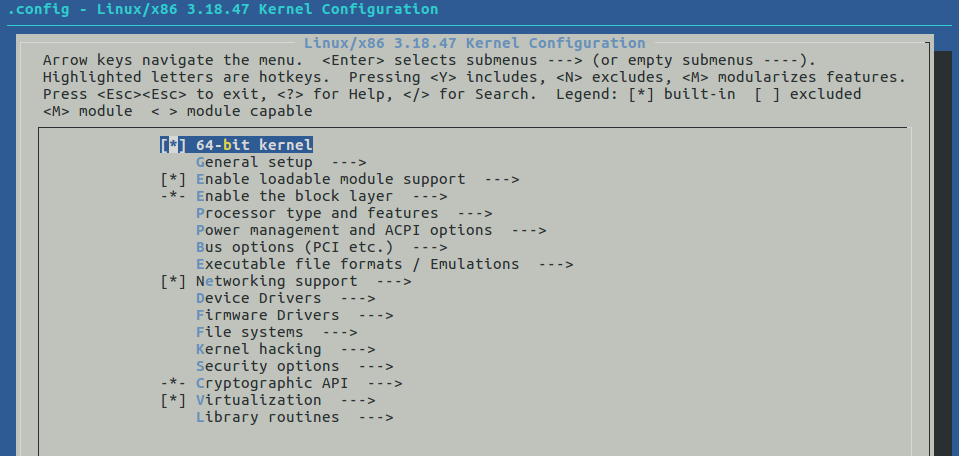 .config - Linux/x86 3.18.47 Kernel Configuration
Linux/x86 3.18.47 Kernel Configuration
Arrow keys navigate the menu.  <Enter> selects submenus ---> (or empty submenus ----).
Highlighted letters are hotkeys.  Pressing <Y> includes, <N> excludes, <M> modularizes features.
Press <Esc><Esc> to exit, <?> for Help, </> for Search.  Legend: [*] built-in  [ ] excluded
<M> module  < > module capable
[*] 64-bit kernel
General setup  --->
[*] Enable loadable module support  --->
-*- Enable the block layer  --->
Processor type and features  --->
Power management and ACPI options  --->
Bus options (PCI etc.)  --->
Executable file formats / Emulations  --->
[*] Networking support  --->
Device Drivers  --->
Firmware Drivers  --->
File systems  --->
Kernel hacking  --->
Security options  --->
-*- Cryptographic API  --->
[*] Virtualization  --->
Library routines  --->